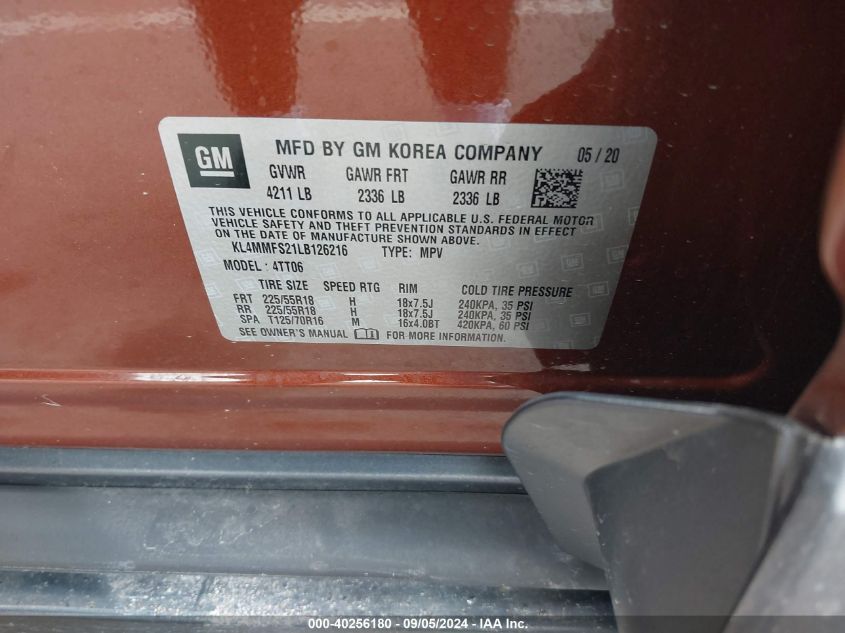 GM
MFD BY GM KOREA COMPANY 05 / 20
GVWR GAWR FRT GAWR RR
4211 LB 2336 LB 2336 LB
THIS VEHICLE CONFORMS TO ALL APPLICABLE U.S. FEDERAL MOTOR
VEHICLE SAFETY AND THEFT PREVENTION STANDARDS IN EFFECT
ON THE DATE OF MANUFACTURE SHOWN ABOVE.
KL4MMFS21LB126216 TYPE: MPV
MODEL : 4TT06
TIRE SIZE SPEED RTG RIM COLD TIRE PRESSURE
FRT 225/55R18 H 18x7.5J 240KPA, 35 PSI
RR 225/55R18 H 18x7.5J 240KPA, 35 PSI
SPA T125/70R16 M 16x4.0BT 420KPA, 60 PSI
SEE OWNER'S MANUAL FOR MORE INFORMATION.
000-40256180 - 09/05/2024 - IAA Inc.